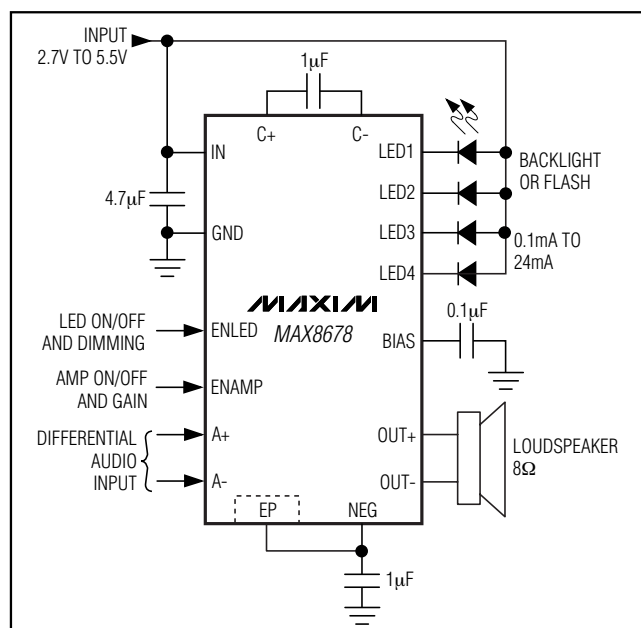 INPUT
2.7V TO 5.5V
1μF
C+
C-
IN
LED1
BACKLIGHT
OR FLASH
4.7μF
LED2
GND
LED3
0.1mA TO
24mA
LED4
MAXIM
MAX8678
0.1μF
LED ON/OFF
AND DIMMING
ENLED
BIAS
AMP ON/OFF
AND GAIN
ENAMP
DIFFERENTIAL
AUDIO
INPUT
A+
A-
OUT+
OUT-
LOUDSPEAKER
8Ω
EP
NEG
1μF